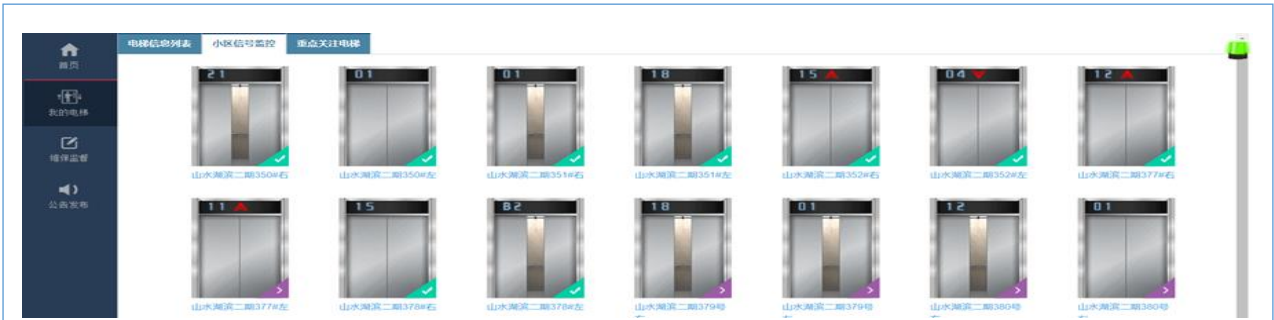 电梯信息列表 小区信号监控 重点关注电梯
首页
我的电梯
维保监督
公告发布
21 01 01 18 15 04 12
山水湖滨二期350#右 山水湖滨二期350#左 山水湖滨二期351#右 山水湖滨二期351#左 山水湖滨二期352#右 山水湖滨二期352#左 山水湖滨二期377#右
11 15 B2 18 01 12 01
山水湖滨二期377#左 山水湖滨二期378#右 山水湖滨二期378#左 山水湖滨二期379号 山水湖滨二期379号 山水湖滨二期380号 山水湖滨二期380号